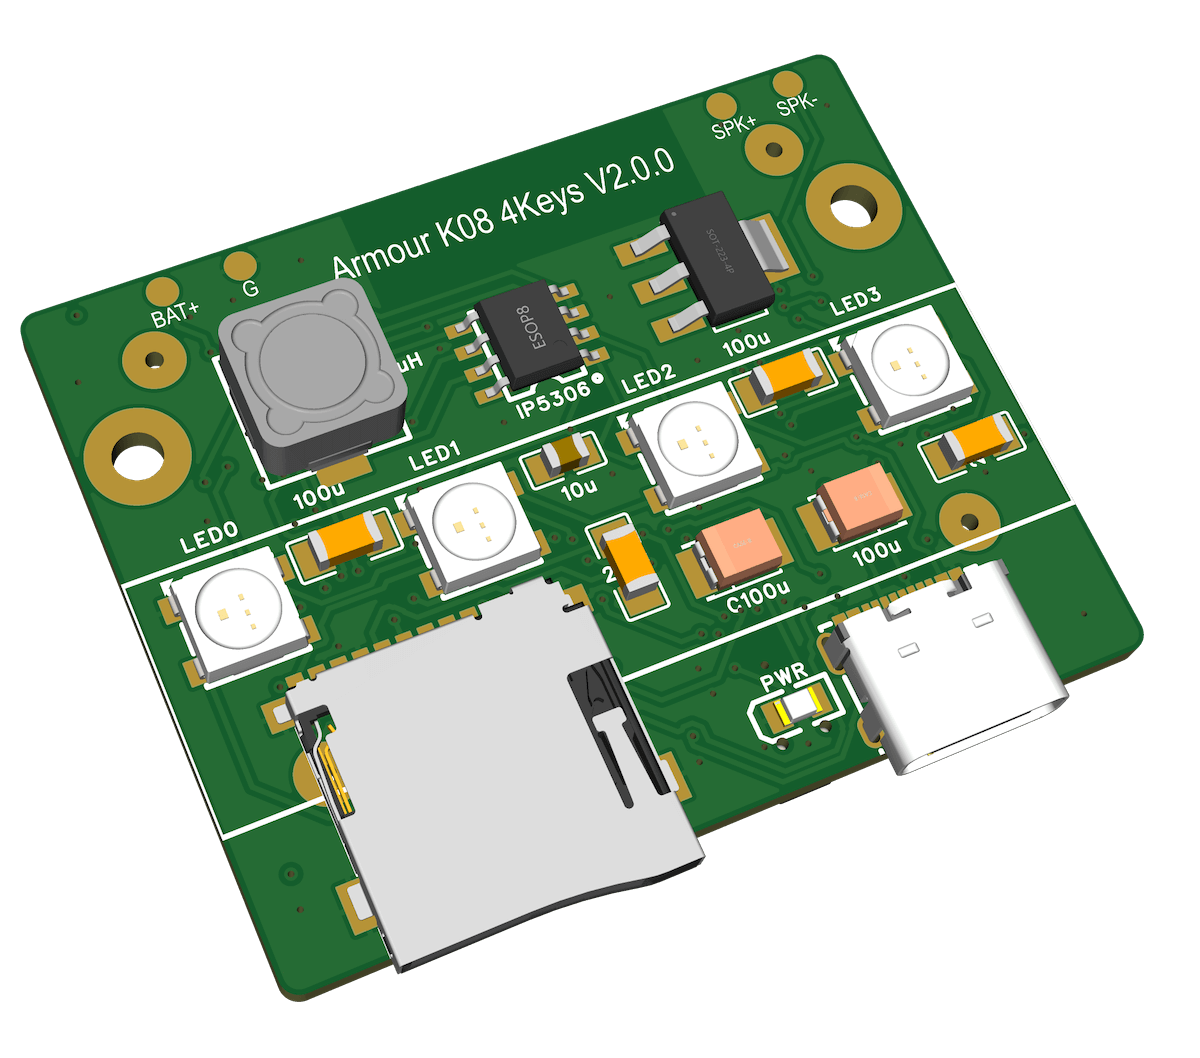 SPK-
SPK+
Armour K08 4Keys V2.0.0
G
BAT+
SOT-223-4P
ESOP8
uH
IP5306
LED3
100u
LED2
LED1
10u
100u
LED0
2
C100u
100u
PWR